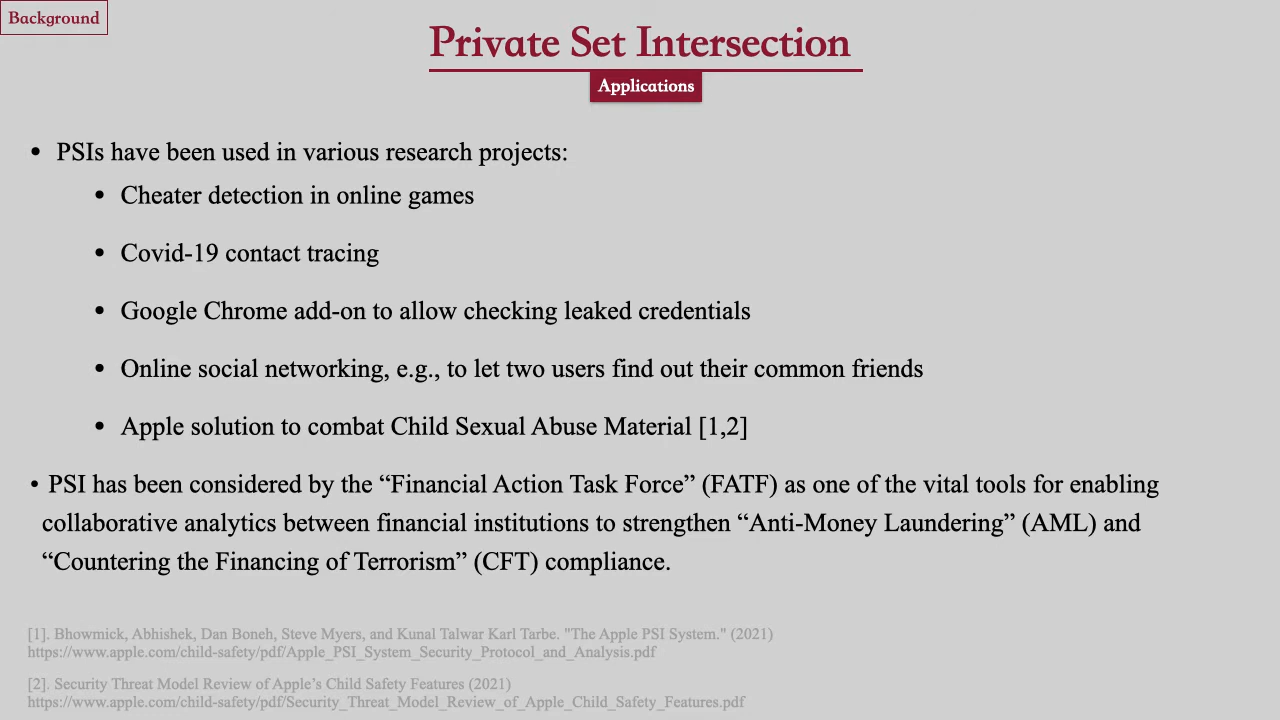 Background
Private Set Intersection
Applications
• PSIs have been used in various research projects:
• Cheater detection in online games
• Covid-19 contact tracing
• Google Chrome add-on to allow checking leaked credentials
• Online social networking, e.g., to let two users find out their common friends
• Apple solution to combat Child Sexual Abuse Material [1,2]
• PSI has been considered by the “Financial Action Task Force” (FATF) as one of the vital tools for enabling
collaborative analytics between financial institutions to strengthen “Anti-Money Laundering” (AML) and
“Countering the Financing of Terrorism” (CFT) compliance.
[1]. Bhowmick, Abhishek, Dan Boneh, Steve Myers, and Kunal Talwar Karl Tarbe. "The Apple PSI System." (2021)
https://www.apple.com/child-safety/pdf/Apple_PSI_System_Security_Protocol_and_Analysis.pdf
[2]. Security Threat Model Review of Apple’s Child Safety Features (2021)
https://www.apple.com/child-safety/pdf/Security_Threat_Model_Review_of_Apple_Child_Safety_Features.pdf